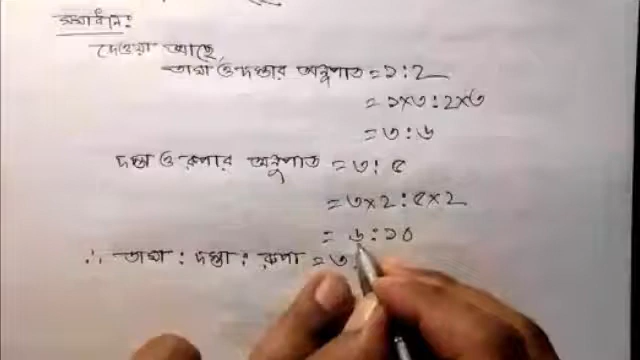 সমাধান:
দেওয়া আছে
তামা ও দস্তার অনুপাত = ১:২
= ১×৩:২×৩
= ৩:৬
দস্তা ও রুপার অনুপাত = ৩:৫
= ৩×২:৫×২
= ৬:১০
∴ তামা : দস্তা : রুপা = ৩: